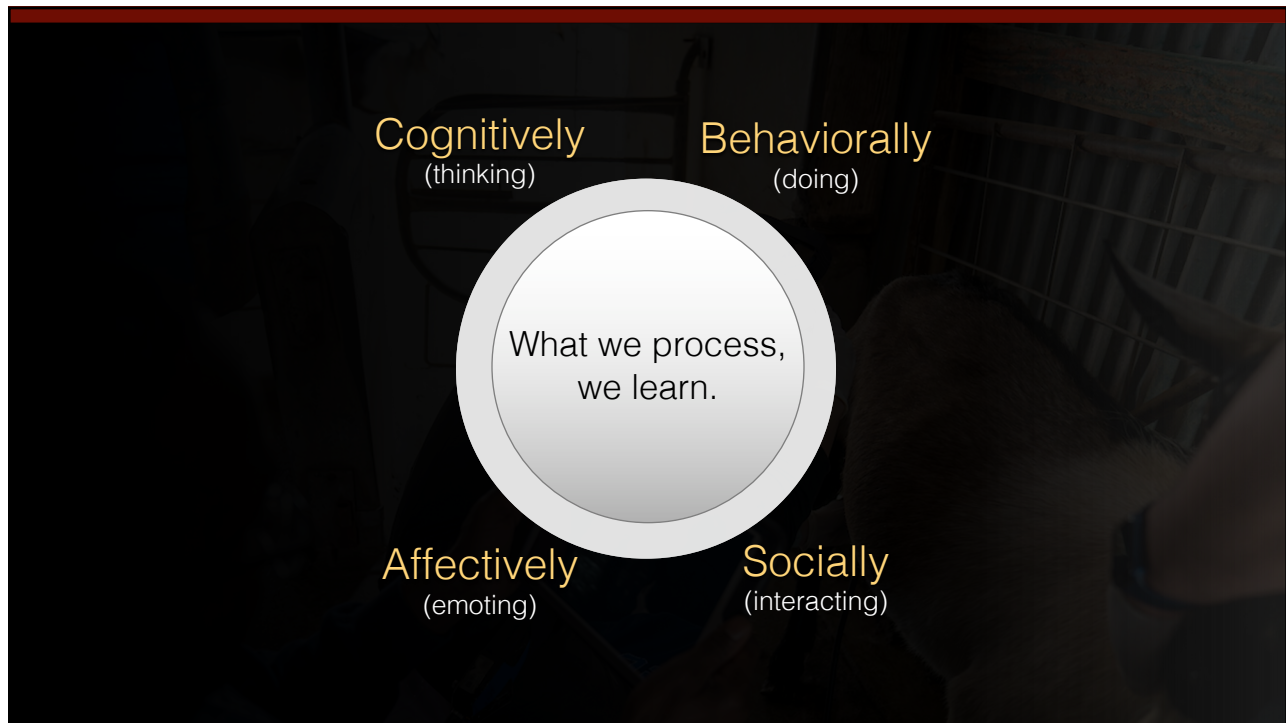 Cognitively
(thinking)
Behaviorally
(doing)
What we process,
we learn.
Affectively
(emoting)
Socially
(interacting)